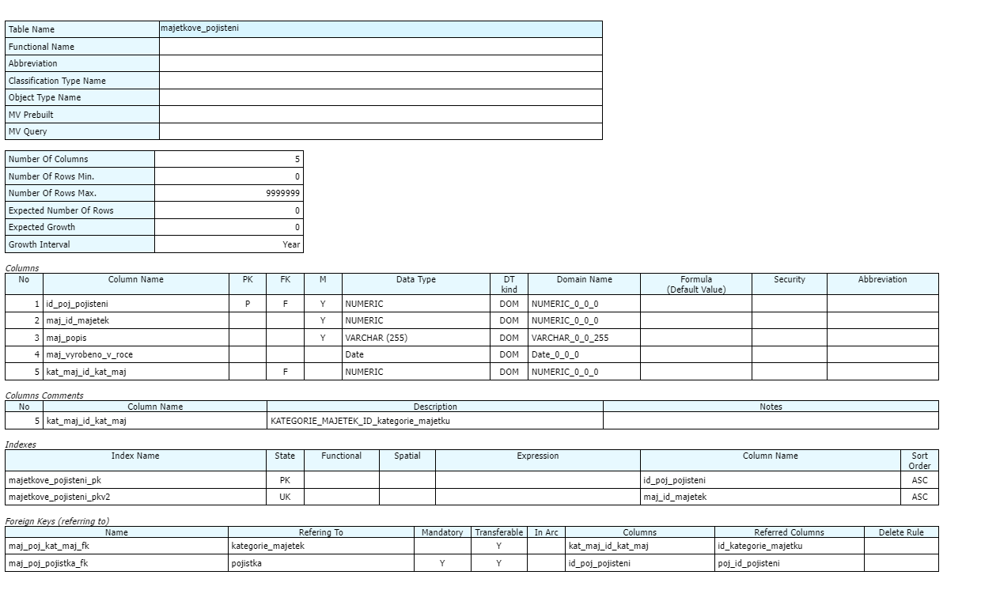 Table Name majetkove_pojisteni
Functional Name
Abbreviation
Classification Type Name
Object Type Name
MV Prebuilt
MV Query
Number Of Columns 5
Number Of Rows Min. 0
Number Of Rows Max. 9999999
Expected Number Of Rows 0
Expected Growth 0
Growth Interval Year
Columns
No Column Name PK FK M Data Type DT kind Domain Name Formula (Default Value) Security Abbreviation
1 id_poj_pojisteni P F Y NUMERIC DOM NUMERIC_0_0_0
2 maj_id_majetek Y NUMERIC DOM NUMERIC_0_0_0
3 maj_popis Y VARCHAR (255) DOM VARCHAR_0_0_255
4 maj_vyrobeno_v_roce Date DOM Date_0_0_0
5 kat_maj_id_kat_maj F NUMERIC DOM NUMERIC_0_0_0
Columns Comments
No Column Name Description Notes
5 kat_maj_id_kat_maj KATEGORIE_MAJETEK_ID_kategorie_majetku
Indexes
Index Name State Functional Spatial Expression Column Name Sort Order
majetkove_pojisteni_pk PK id_poj_pojisteni ASC
majetkove_pojisteni_pkv2 UK maj_id_majetek ASC
Foreign Keys (referring to)
Name Refering To Mandatory Transferable In Arc Columns Referred Columns Delete Rule
maj_poj_kat_maj_fk kategorie_majetek Y kat_maj_id_kat_maj id_kategorie_majetku
maj_poj_pojistka_fk pojistka Y Y id_poj_pojisteni poj_id_pojisteni